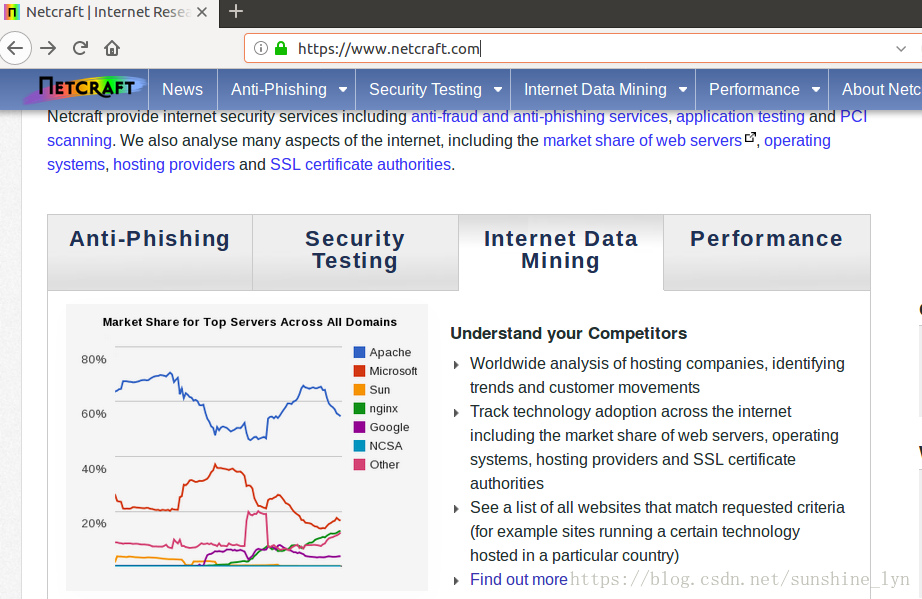 Netcraft | Internet Resea
https://www.netcraft.com
NETCRAFT News Anti-Phishing Security Testing Internet Data Mining Performance About Netc
Netcraft provide internet security services including anti-fraud and anti-phishing services, application testing and PCI
scanning. We also analyse many aspects of the internet, including the market share of web servers, operating
systems, hosting providers and SSL certificate authorities.
Anti-Phishing
Security
Testing
Internet Data
Mining
Performance
Market Share for Top Servers Across All Domains
80%
60%
40%
20%
Apache
Microsoft
Sun
nginx
Google
NCSA
Other
Understand your Competitors
Worldwide analysis of hosting companies, identifying
trends and customer movements
Track technology adoption across the internet
including the market share of web servers, operating
systems, hosting providers and SSL certificate
authorities
See a list of all websites that match requested criteria
(for example sites running a certain technology
hosted in a particular country)
Find out more
https://blog.csdn.net/sunshine_lyn